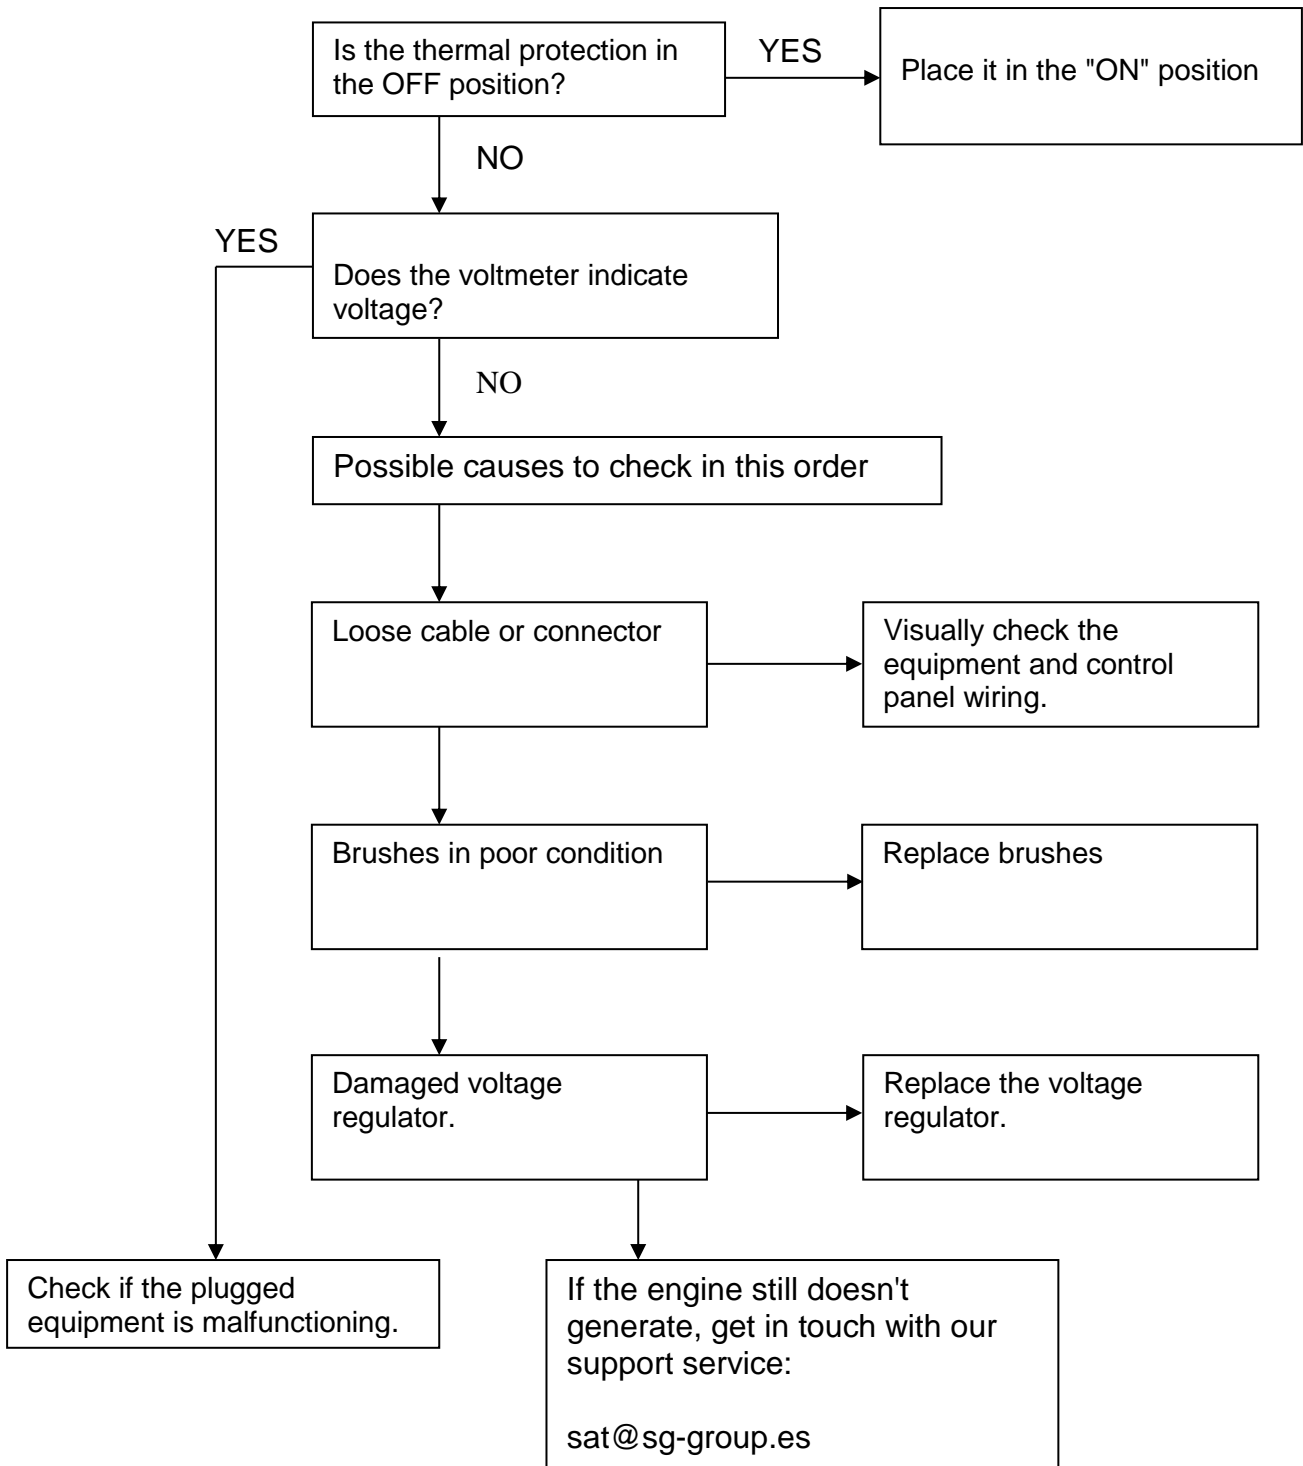 Is the thermal protection in
the OFF position?
YES
Place it in the "ON" position
NO
YES
Does the voltmeter indicate
voltage?
NO
Possible causes to check in this order
Loose cable or connector
Visually check the
equipment and control
panel wiring.
Brushes in poor condition
Replace brushes
Damaged voltage
regulator.
Replace the voltage
regulator.
Check if the plugged
equipment is malfunctioning.
If the engine still doesn't
generate, get in touch with our
support service:
sat@sg-group.es